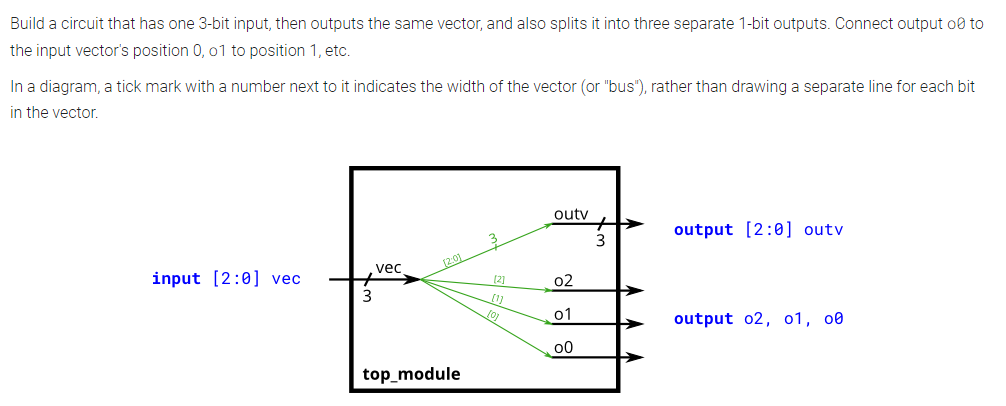 Build a circuit that has one 3-bit input, then outputs the same vector, and also splits it into three separate 1-bit outputs. Connect output o0 to
the input vector's position 0, o1 to position 1, etc.
In a diagram, a tick mark with a number next to it indicates the width of the vector (or "bus"), rather than drawing a separate line for each bit
in the vector.
outv
3
output [2:0] outv
3
[2:0]
input [2:0] vec
vec
3
[2]
o2
[1]
o1
[0]
output o2, o1, o0
o0
top_module